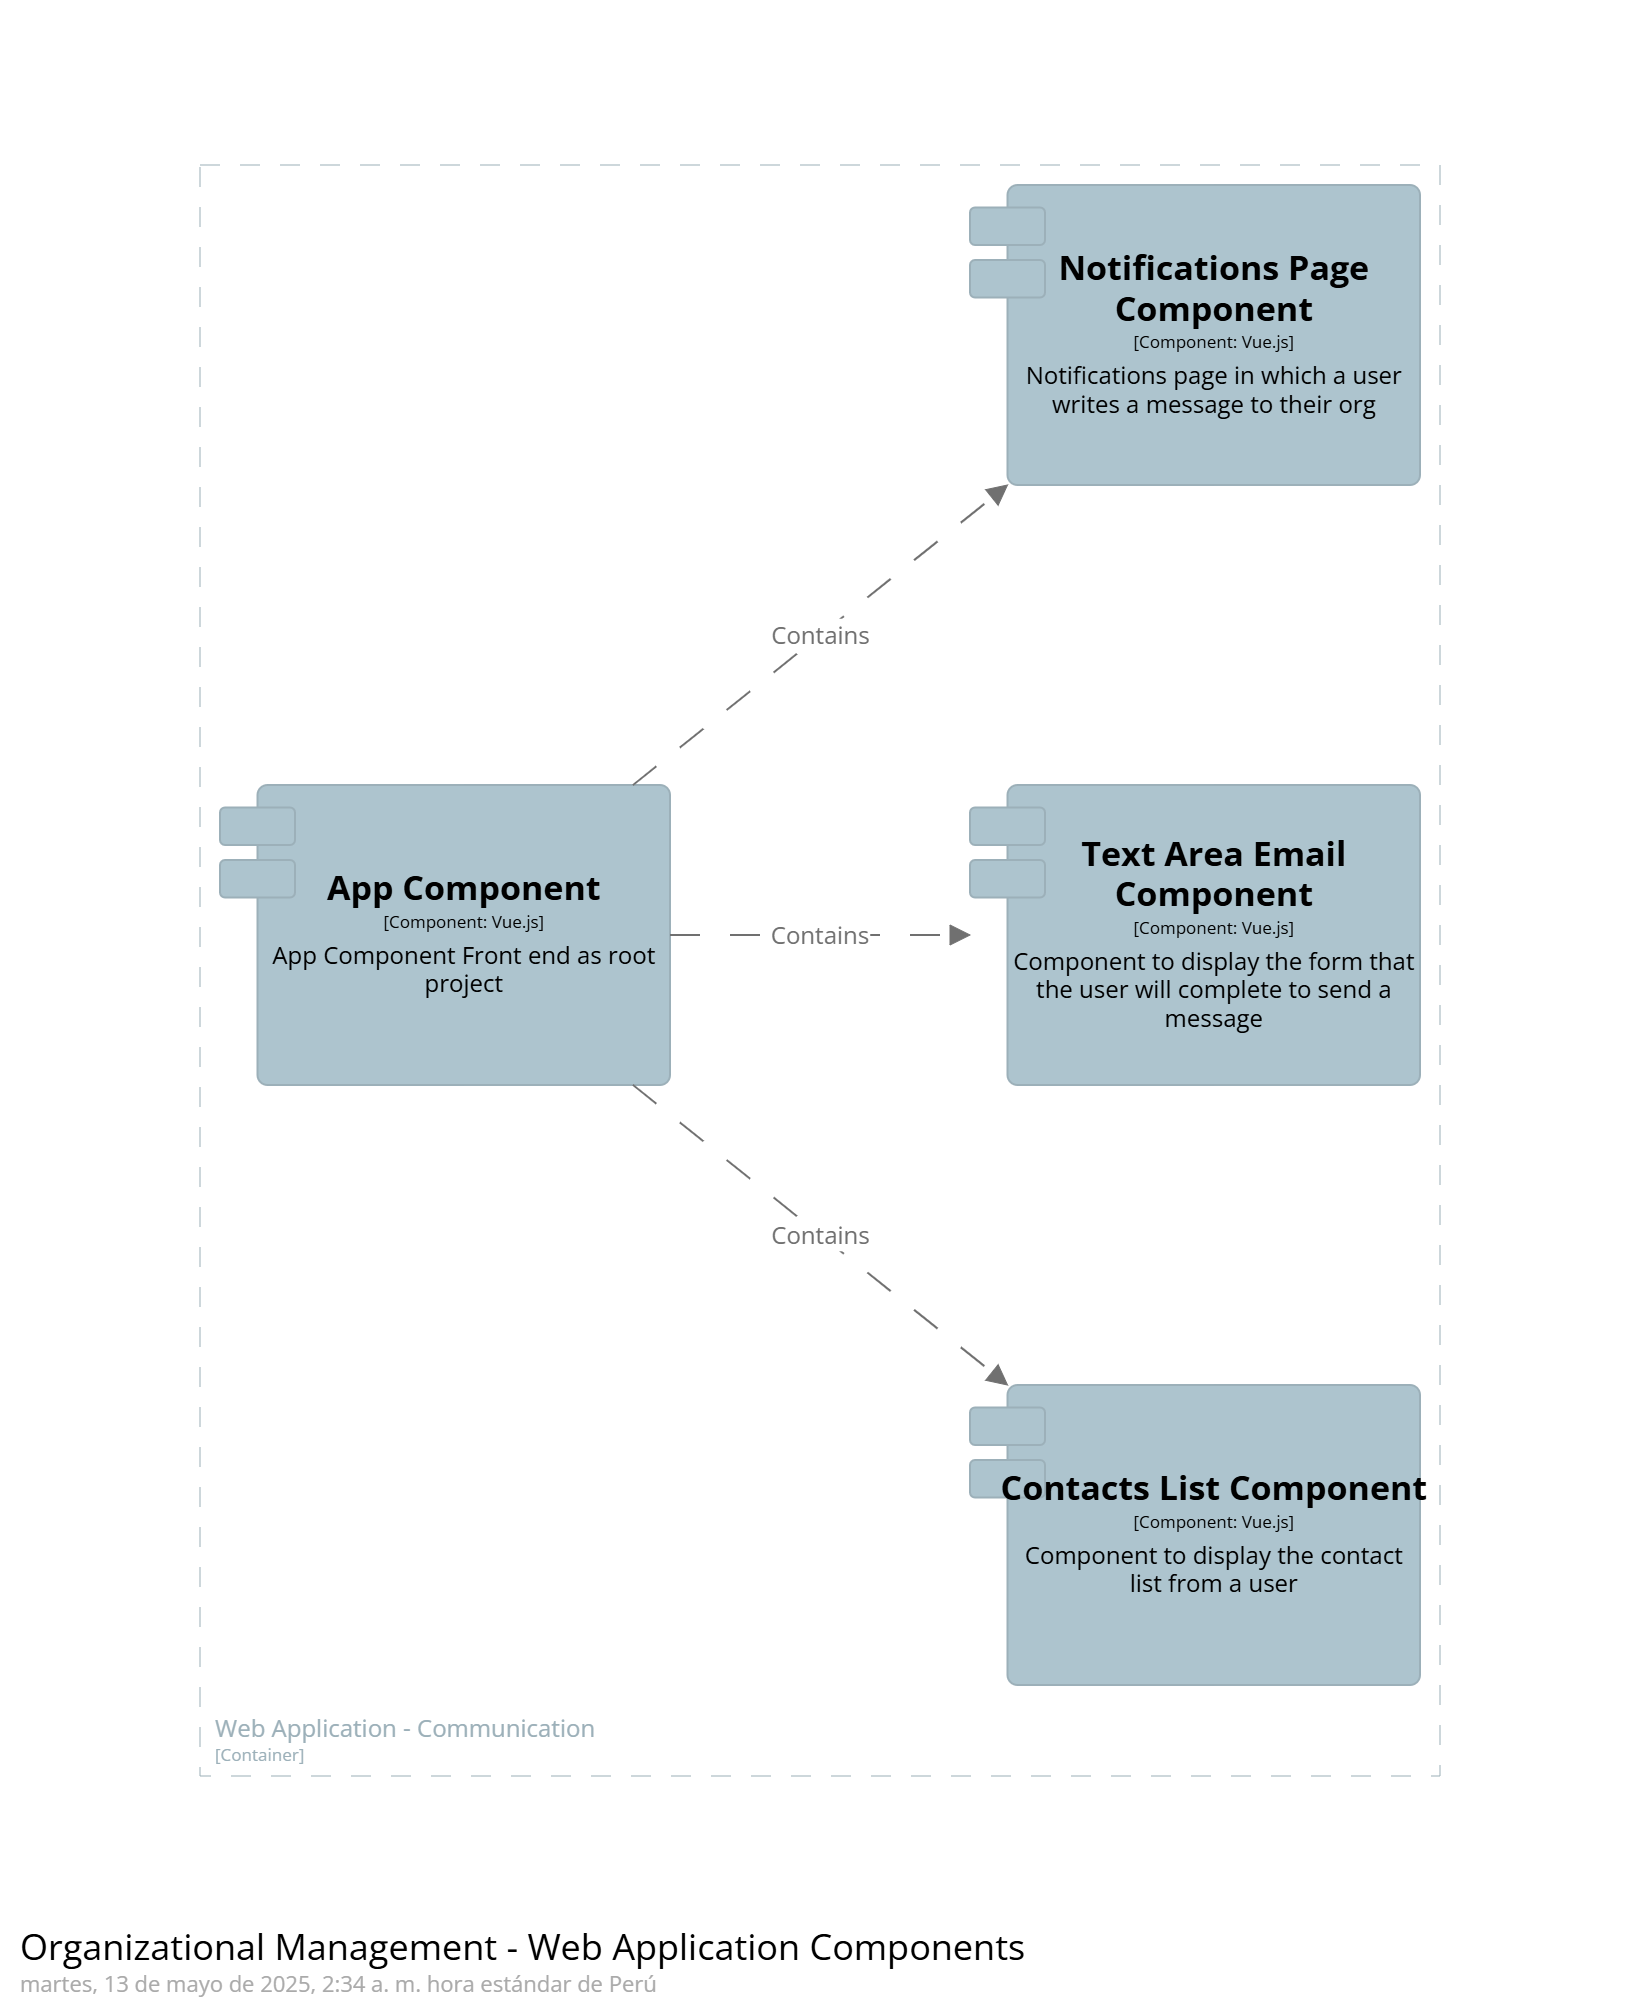 Notifications Page
Component
[Component: Vue.js]
Notifications page in which a user
writes a message to their org
Contains
App Component
[Component: Vue.js]
App Component Front end as root
project
Contains
Text Area Email
Component
[Component: Vue.js]
Component to display the form that
the user will complete to send a
message
Contains
Contacts List Component
[Component: Vue.js]
Component to display the contact
list from a user
Web Application - Communication
[Container]
Organizational Management - Web Application Components
martes, 13 de mayo de 2025, 2:34 a. m. hora estándar de Perú